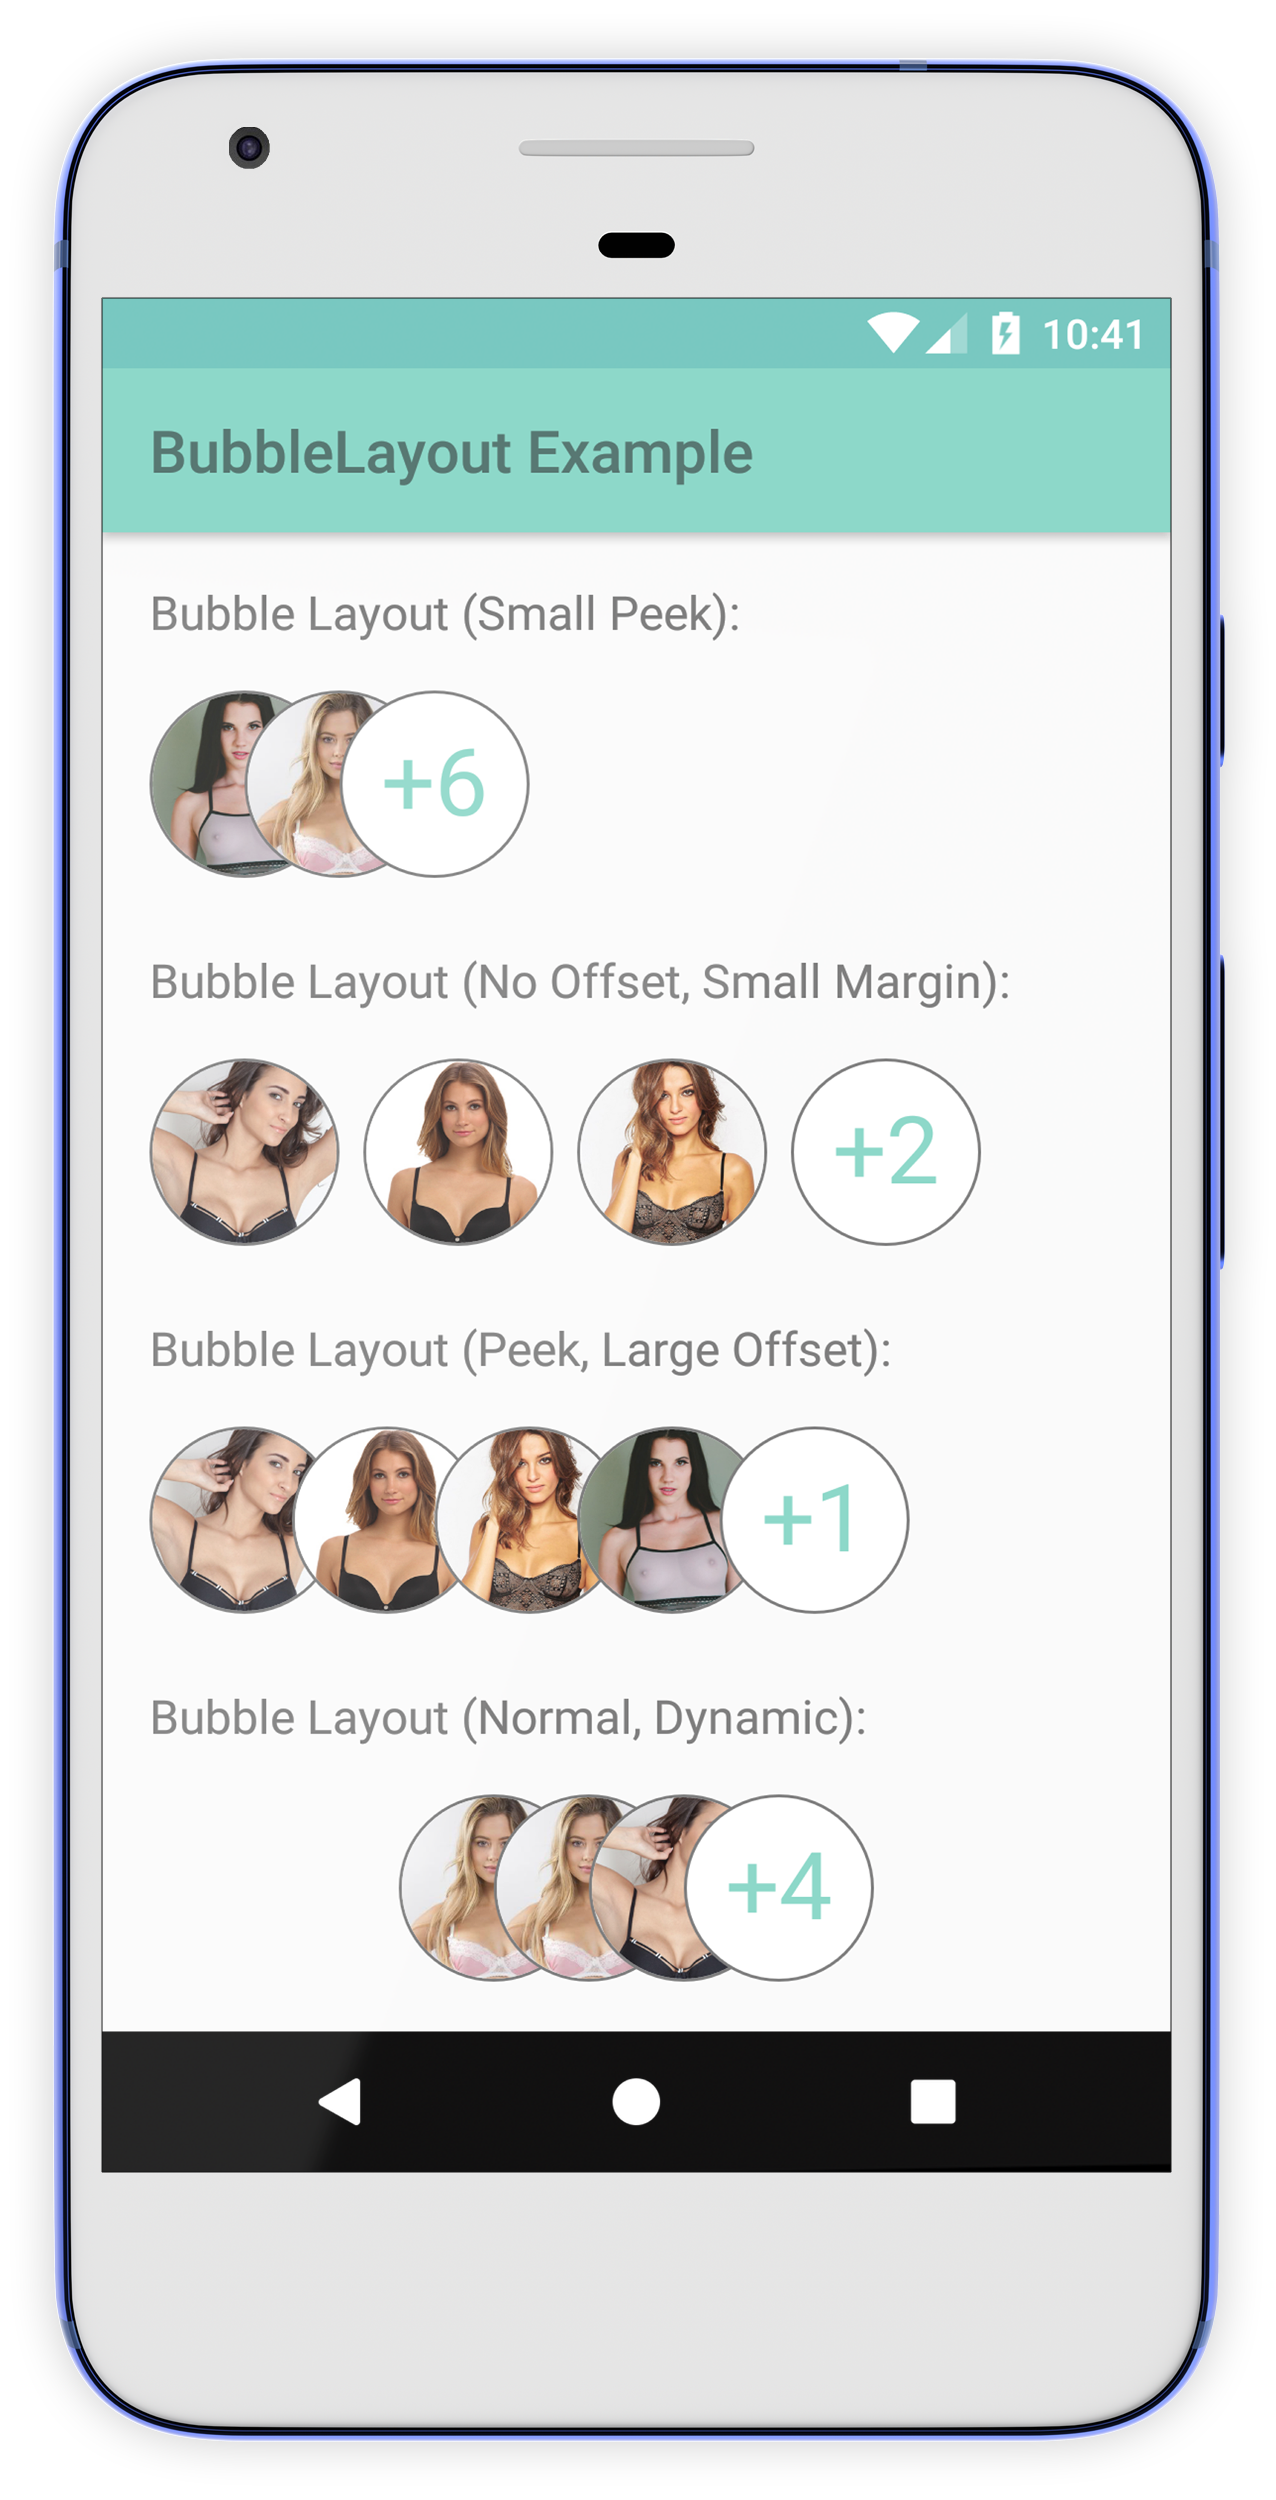 10:41
BubbleLayout Example
Bubble Layout (Small Peek):
+6
Bubble Layout (No Offset, Small Margin):
+2
Bubble Layout (Peek, Large Offset):
+1
Bubble Layout (Normal, Dynamic):
+4